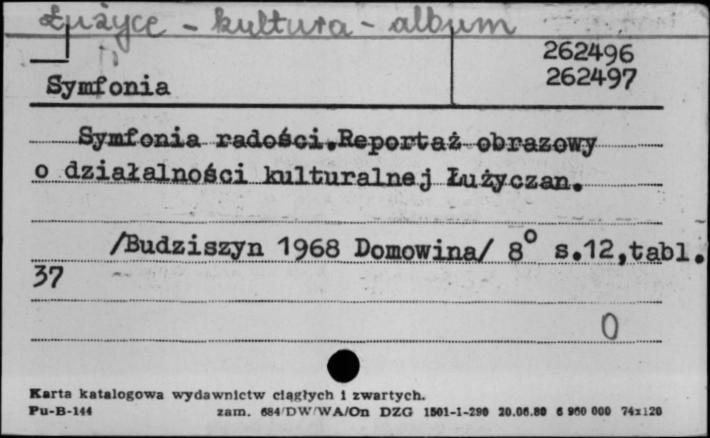 Łużyce - kultura - album
262496
262497
Symfonia
Symfonia radości.Reportaż obrazowy
o działalności kulturalnej Łużyczan.
/Budziszyn 1968 Domowina/ 8° s.12,tabl.
37
0
Karta katalogowa wydawnictw ciągłych i zwartych.
Pu-B-144 zam. 684/DW/WA/On DZG 1501-1-290 20.06.80 6 960 000 74x120